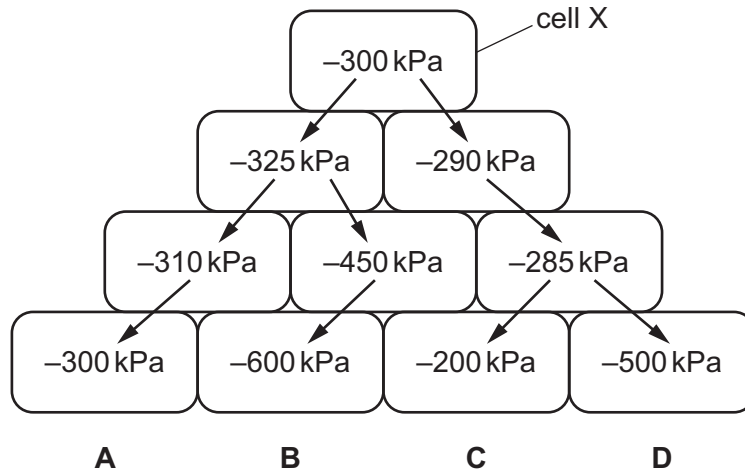 cell X
–300 kPa
–325 kPa –290 kPa
–310 kPa –450 kPa –285 kPa
–300 kPa –600 kPa –200 kPa –500 kPa
A B C D